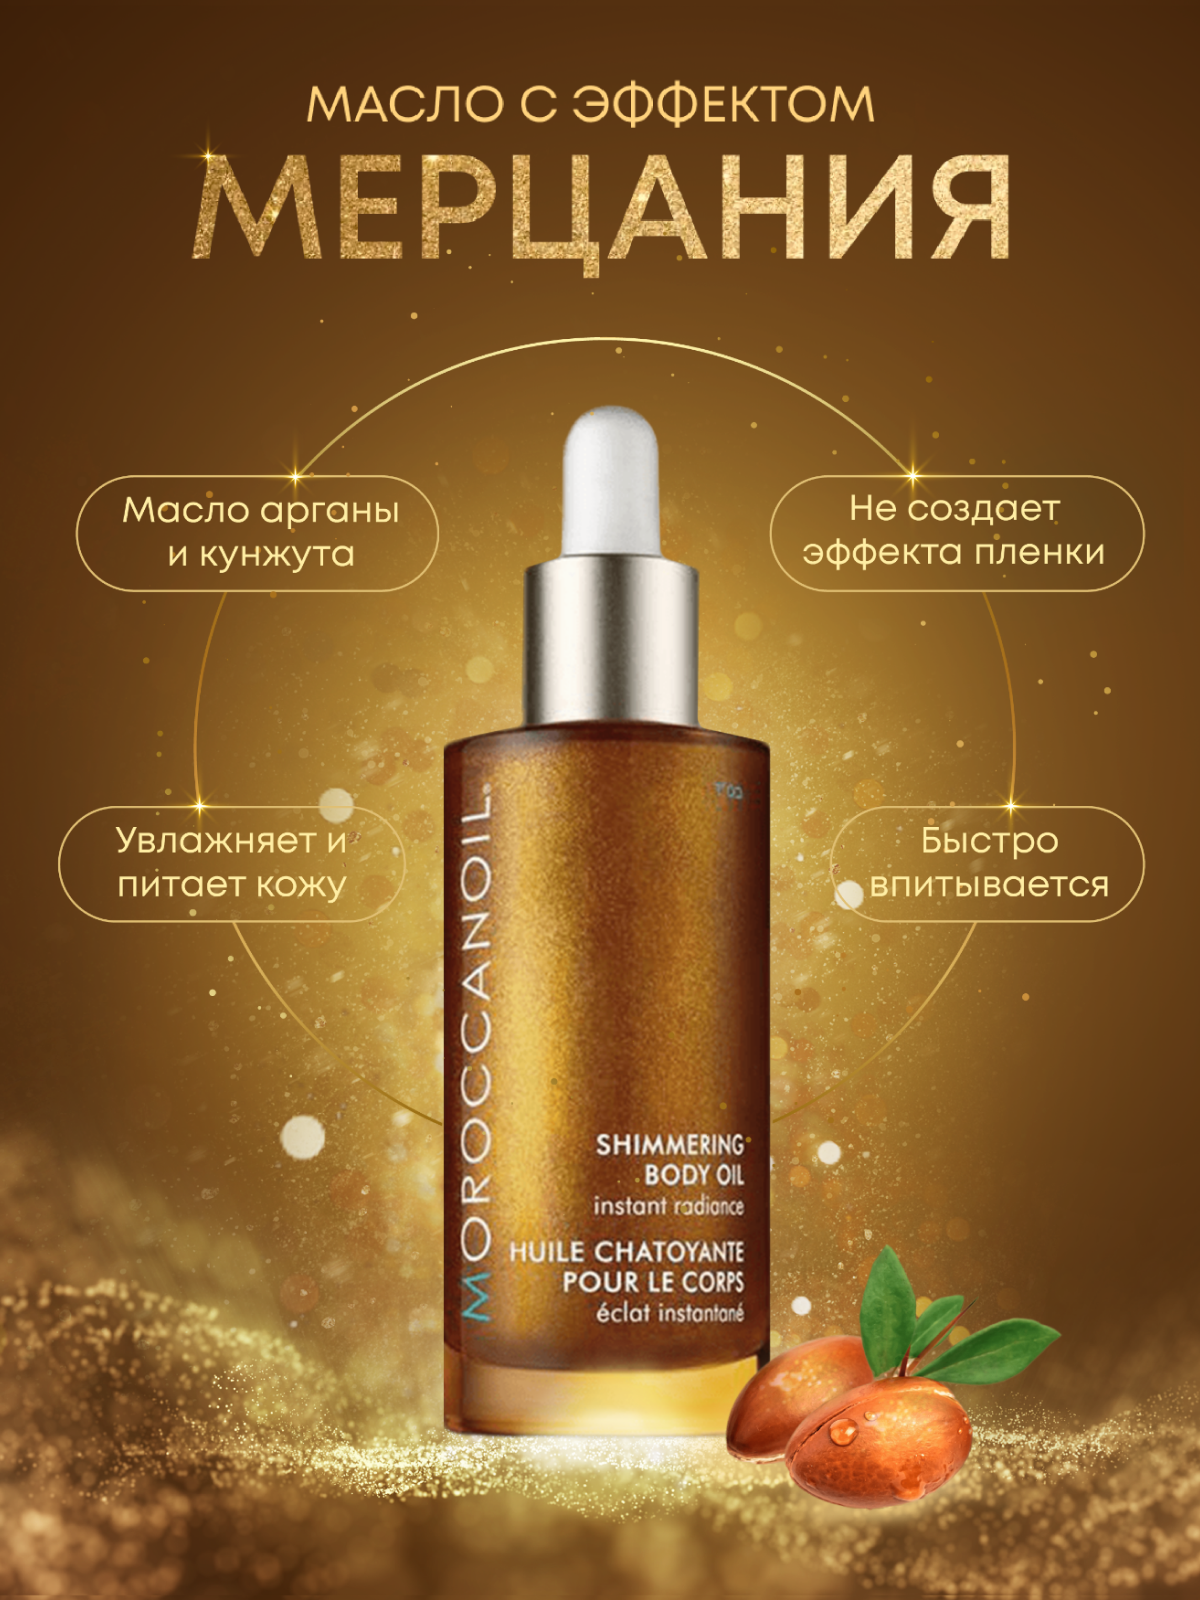 МАСЛО С ЭФФЕКТОМ
МЕРЦАНИЯ
Масло арганы
и кунжута
Не создает
эффекта пленки
Увлажняет и
питает кожу
Быстро
впитывается
MOROCCANOIL.
SHIMMERING
BODY OIL
instant radiance
HUILE CHATOYANTE
POUR LE CORPS
éclat instantané